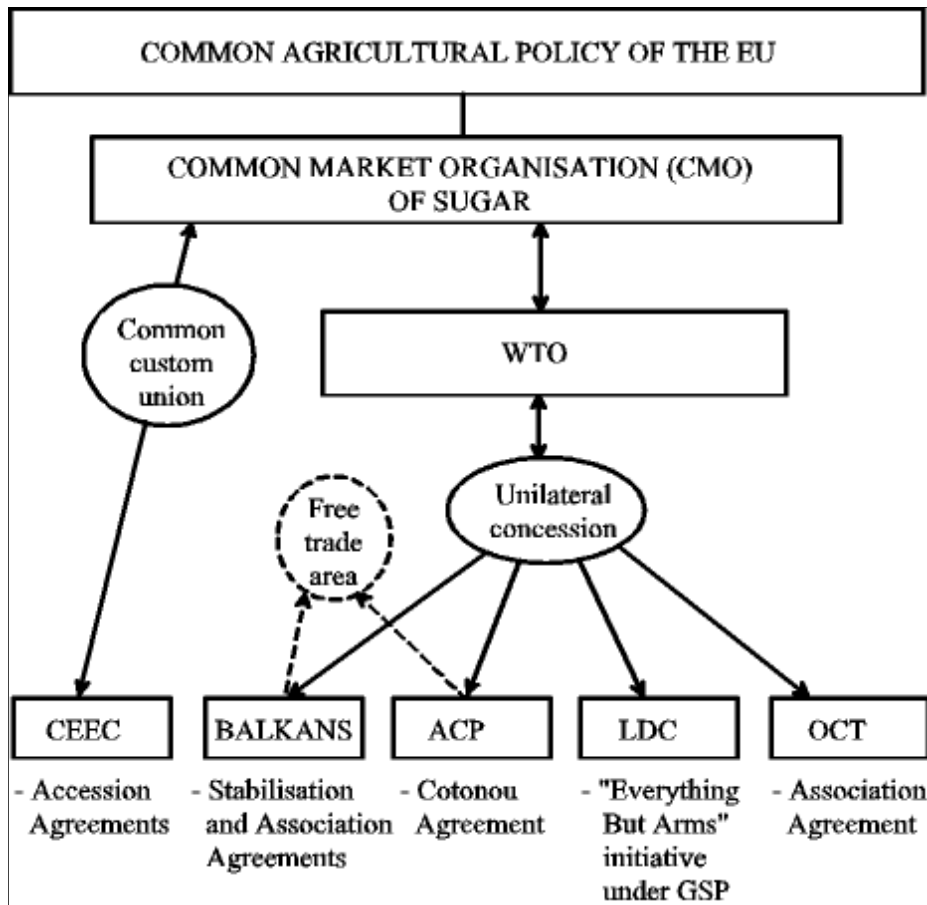 COMMON AGRICULTURAL POLICY OF THE EU
COMMON MARKET ORGANISATION (CMO)
OF SUGAR
Common
custom
union
WTO
Unilateral
concession
Free
trade
area
CEEC
BALKANS
ACP
LDC
OCT
- Accession
Agreements
- Stabilisation
and Association
Agreements
- Cotonou
Agreement
- "Everything
But Arms"
initiative
under GSP
- Association
Agreement